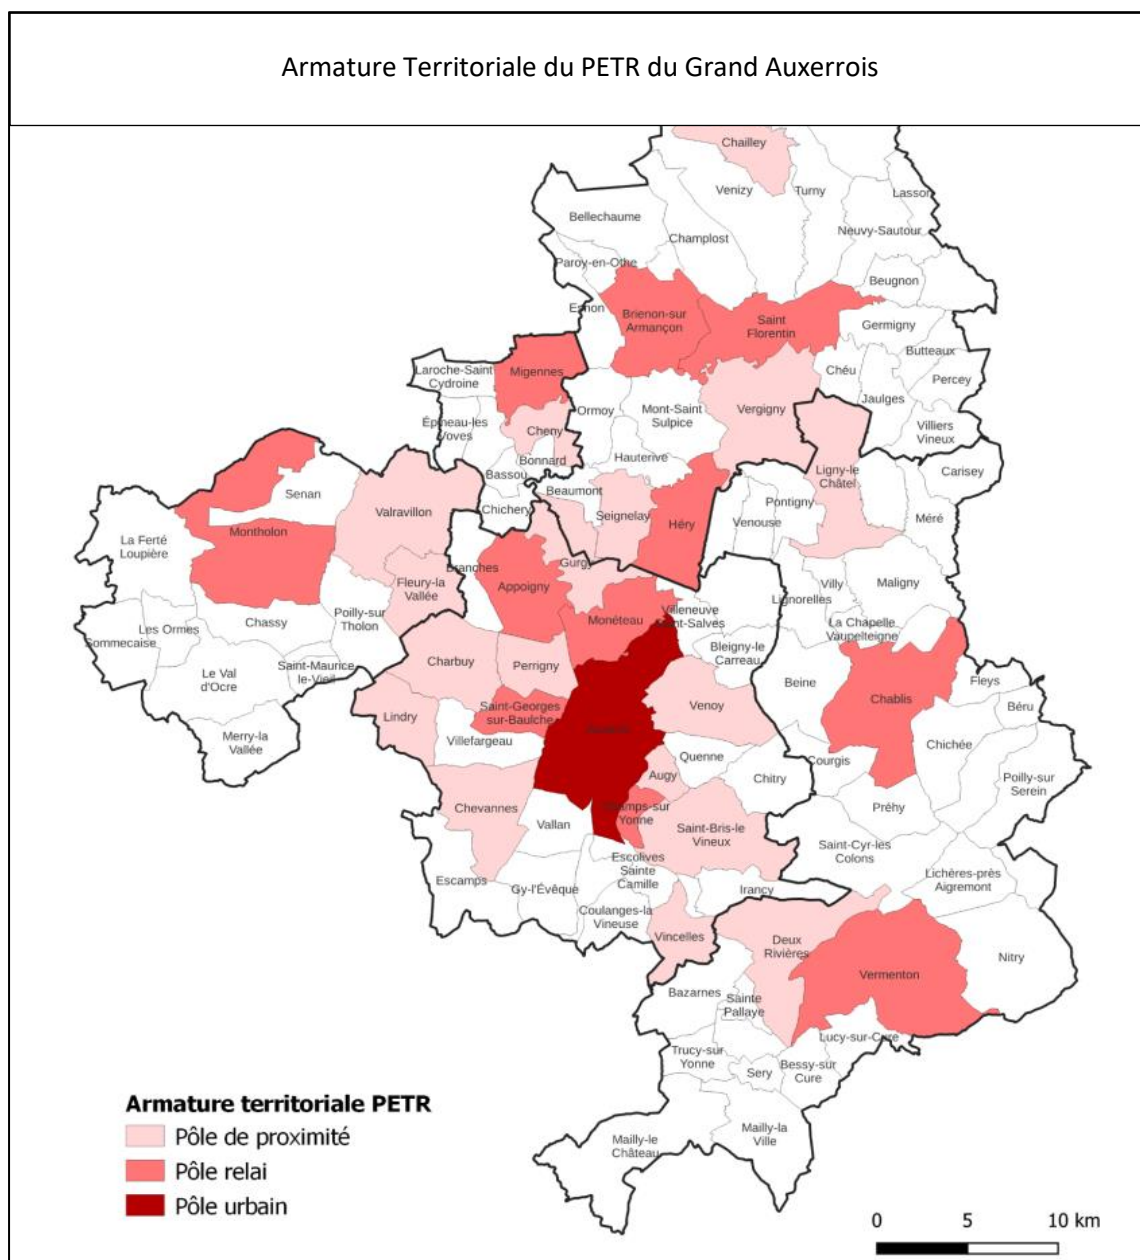 Armature Territoriale du PETR du Grand Auxerrois
Chailley
Venizy
Turny
Lasson
Bellechaume
Champlost
Neuvy-Sautour
Paroy-en-Othe
Beugnon
Esnon
Brienon-sur
Armançon
Saint
Florentin
Germigny
Butteaux
Laroche-Saint
Cydroine
Migennes
Chéu
Percey
Jaulges
Ormoy
Mont-Saint
Sulpice
Vergigny
Épineau-les
Voves
Cheny
Villiers
Vineux
Hauterive
Bonnard
Bassou
Ligny-le
Châtel
Carisey
Senan
Beaumont
Valravillon
Chichery
Seignelay
Héry
Pontigny
Venouse
Méré
Montholon
La Ferté
Loupière
Gurgy
Branches
Appoigny
Fleury-la
Vallée
Villy
Maligny
Lignorelles
Monéteau
Villeneuve
Saint-Salves
Poilly-sur
Tholon
Chassy
Les Ormes
Sommecaise
La Chapelle
Vaupelteigne
Bleigny-le
Carreau
Charbuy
Perrigny
Saint-Maurice
le-Vieil
Le Val
d'Ocre
Beine
Fleys
Chablis
Venoy
Béru
Saint-Georges
sur-Baulche
Lindry
Merry-la
Vallée
Villefargeau
Chichée
Quenne
Courgis
Augy
Chitry
Poilly-sur
Serein
Chevannes
Champs-sur
Yonne
Préhy
Vallan
Saint-Bris-le
Vineux
Saint-Cyr-les
Colons
Escolives
Sainte
Camille
Lichères-près
Aigremont
Escamps
Gy-l'Évêque
Irancy
Coulanges-la
Vineuse
Vincelles
Deux
Rivières
Nitry
Vermenton
Bazarnes
Sainte
Pallaye
Lucy-sur-Cure
Trucy-sur
Yonne
Sery
Bessy-sur
Cure
Mailly-la
Ville
Mailly-le
Château
Armature territoriale PETR
Pôle de proximité
Pôle relai
Pôle urbain
0 5 10 km